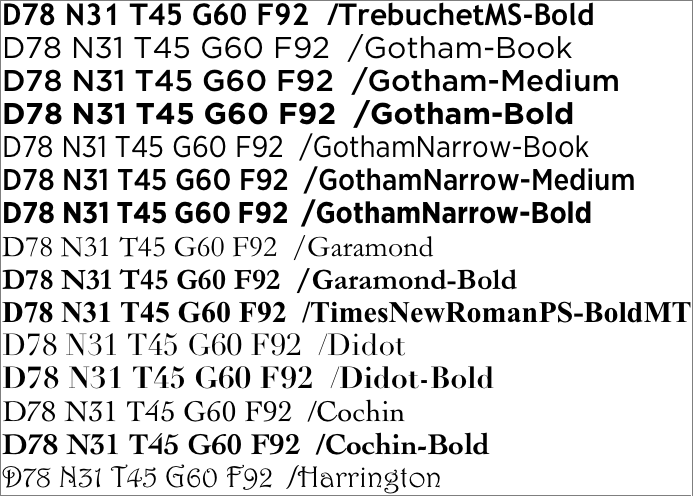 D78 N31 T45 G60 F92 /TrebuchetMS-Bold
D78 N31 T45 G60 F92 /Gotham-Book
D78 N31 T45 G60 F92 /Gotham-Medium
D78 N31 T45 G60 F92 /Gotham-Bold
D78 N31 T45 G60 F92 /GothamNarrow-Book
D78 N31 T45 G60 F92 /GothamNarrow-Medium
D78 N31 T45 G60 F92 /GothamNarrow-Bold
D78 N31 T45 G60 F92 /Garamond
D78 N31 T45 G60 F92 /Garamond-Bold
D78 N31 T45 G60 F92 /TimesNewRomanPS-BoldMT
D78 N31 T45 G60 F92 /Didot
D78 N31 T45 G60 F92 /Didot-Bold
D78 N31 T45 G60 F92 /Cochin
D78 N31 T45 G60 F92 /Cochin-Bold
D78 N31 T45 G60 F92 /Harrington